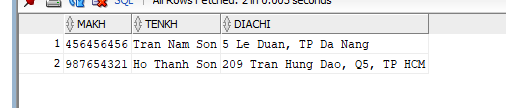 SQL | All Rows Fetched: 2 in 0.005 seconds
MAKH TENKH DIACHI
1 456456456 Tran Nam Son 5 Le Duan, TP Da Nang
2 987654321 Ho Thanh Son 209 Tran Hung Dao, Q5, TP HCM